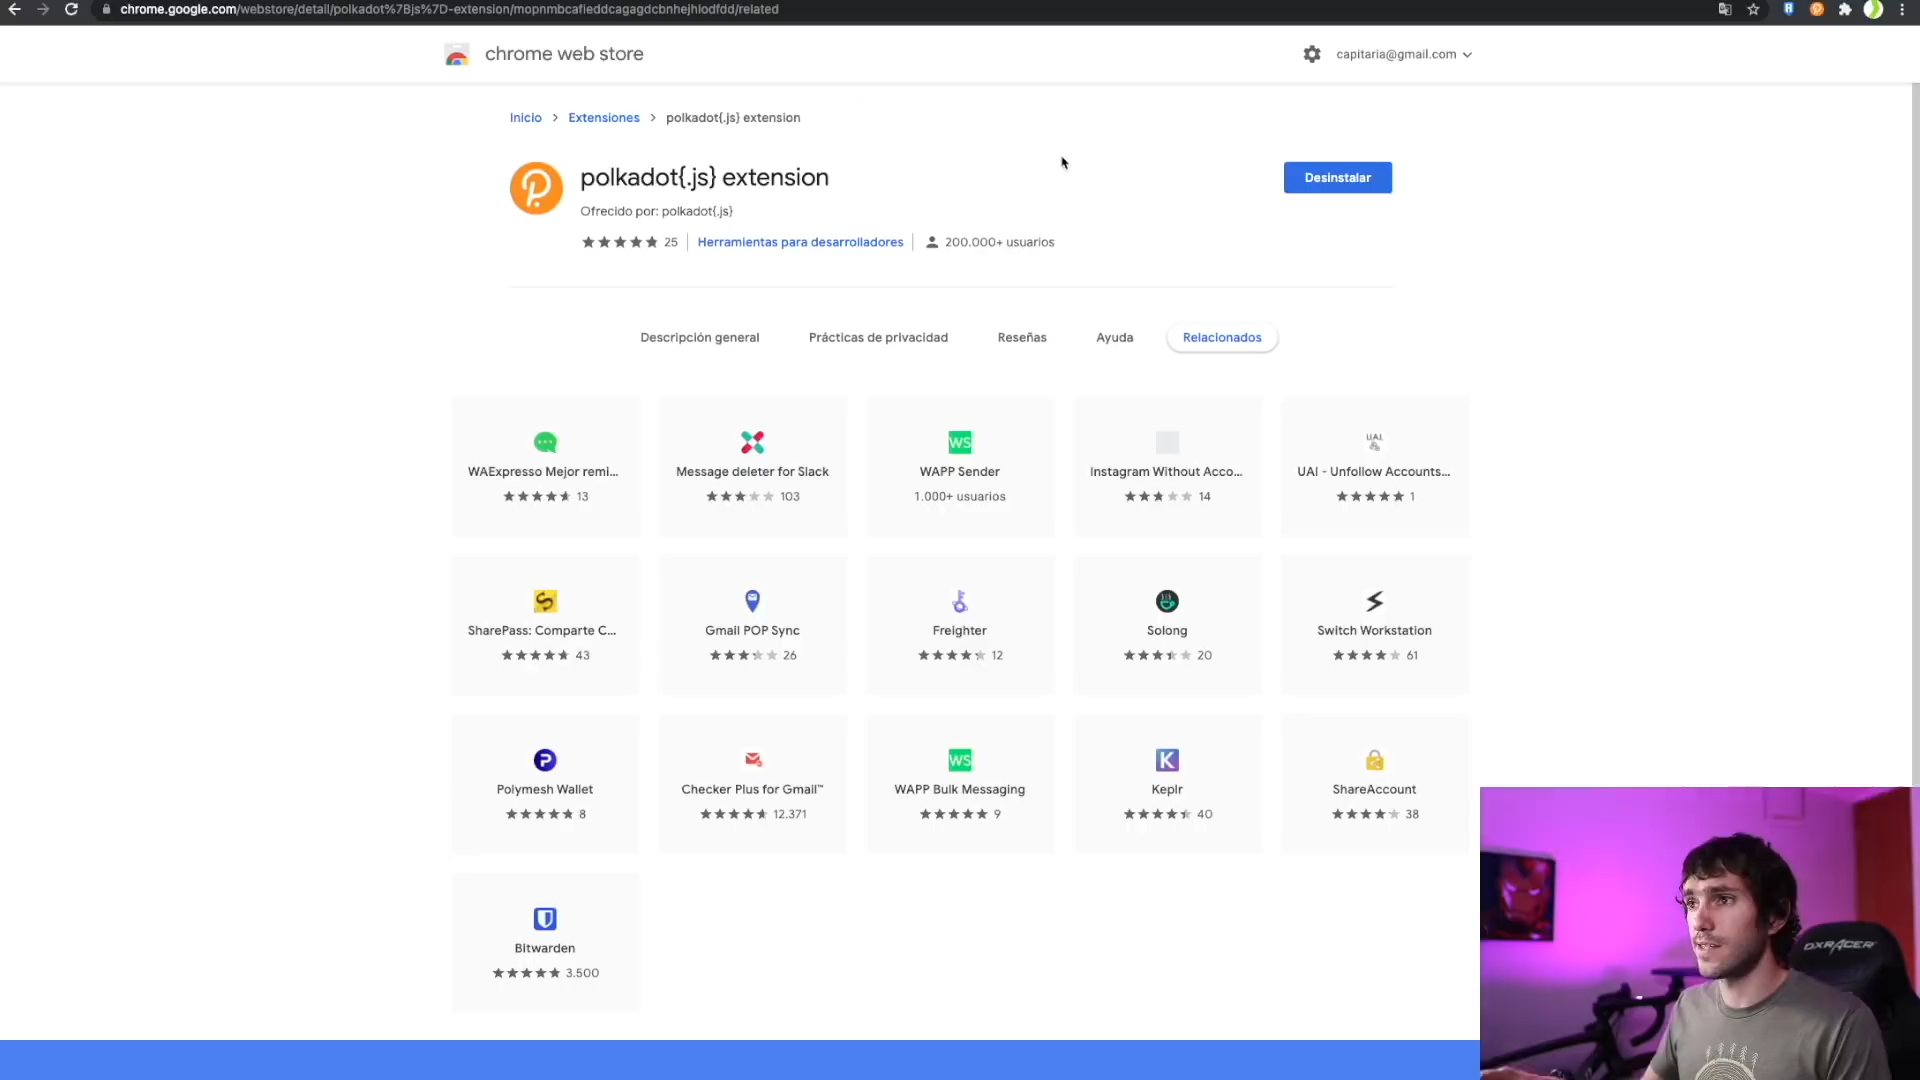 chrome.google.com/webstore/detail/polkadot%7Bjs%7D-extension/mopnmbcafieddcagagdcbnhejhlodfdd/related
chrome web store
capitaria@gmail.com
Inicio > Extensiones > polkadot{.js} extension
polkadot{.js} extension
Desinstalar
Ofrecido por: polkadot{.js}
25 Herramientas para desarrolladores 200.000+ usuarios
Descripción general Prácticas de privacidad Reseñas Ayuda Relacionados
WS
UAI.
WAExpresso Mejor remi... Message deleter for Slack WAPP Sender Instagram Without Acco... UAI - Unfollow Accounts...
13 103 1.000+ usuarios 14 1
SharePass: Comparte C... Gmail POP Sync Freighter Solong Switch Workstation
43 26 12 20 61
WS
K
Polymesh Wallet Checker Plus for Gmail™ WAPP Bulk Messaging Keplr ShareAccount
8 12.371 9 40 38
Bitwarden
3.500
DXRACER